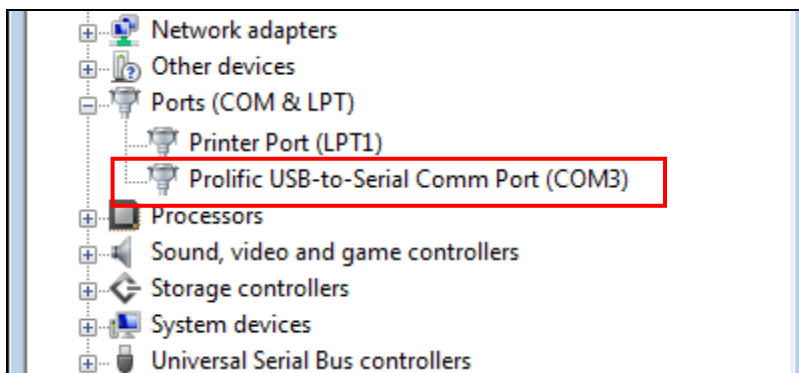 Network adapters
Other devices
Ports (COM & LPT)
Printer Port (LPT1)
Prolific USB-to-Serial Comm Port (COM3)
Processors
Sound, video and game controllers
Storage controllers
System devices
Universal Serial Bus controllers